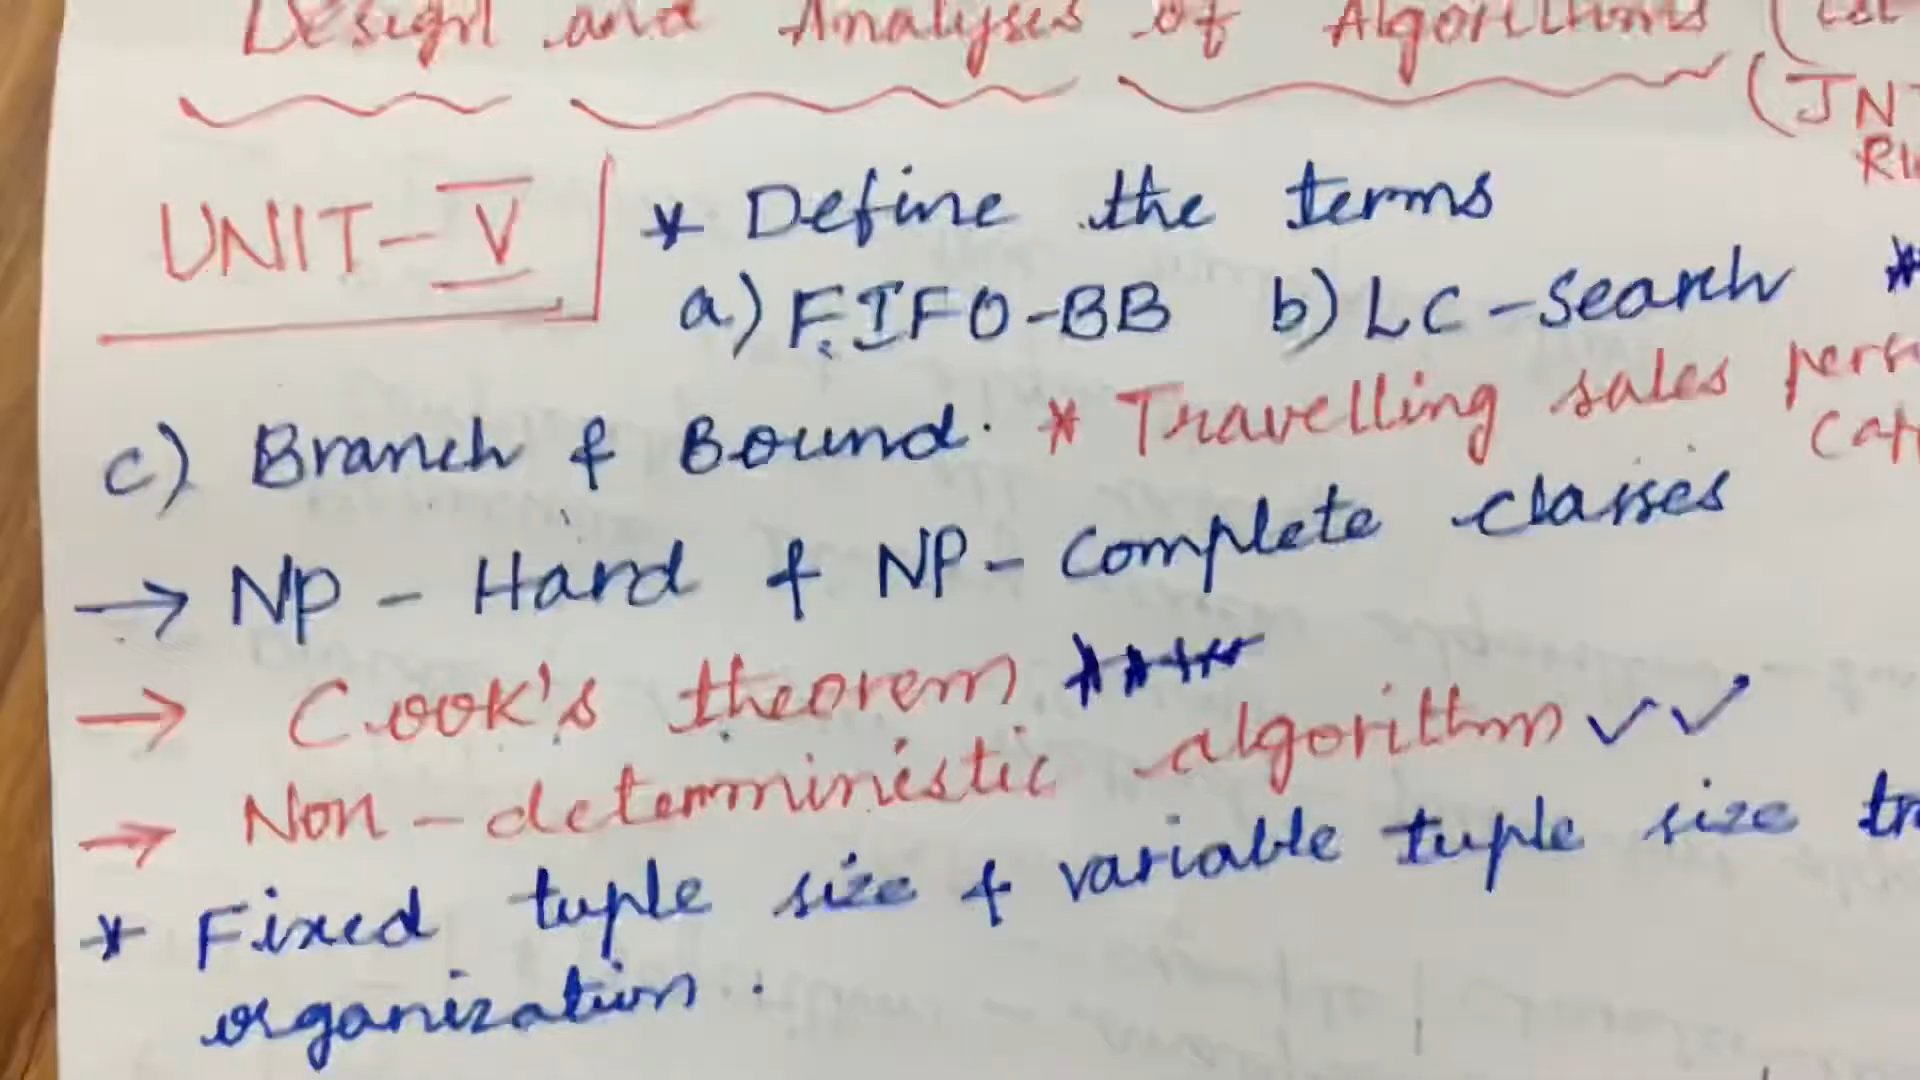 Design and Analysis of Algorithms
UNIT-V
* Define the terms
a) FIFO-BB b) LC-Search *
c) Branch & Bound. * Travelling sales
→ NP-Hard & NP-Complete classes
→ Cook's theorem ****
→ Non-deterministic algorithm ✓✓
* Fixed tuple size & variable tuple size
organization.